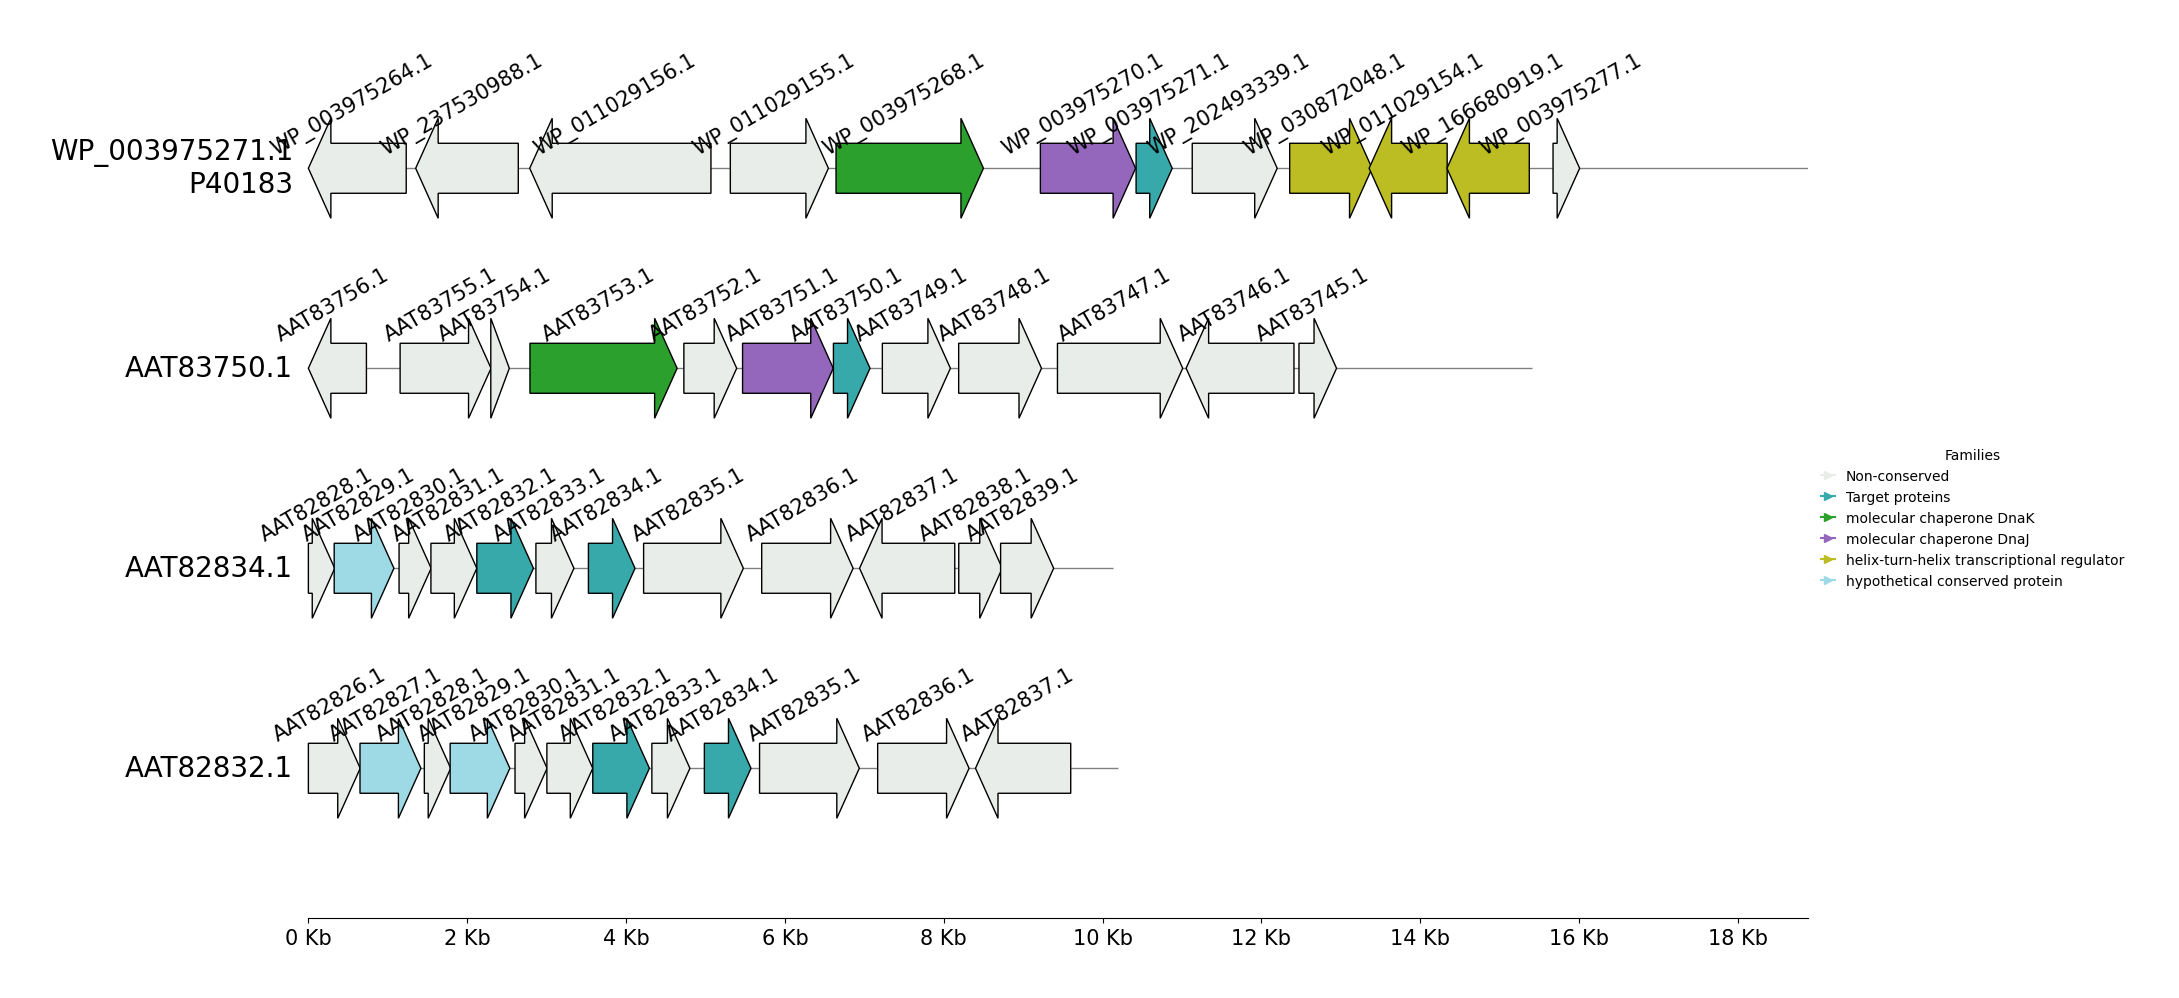 WP_003975264.1 WP_237530988.1 WP_011029156.1 WP_011029155.1 WP_003975268.1 WP_003975270.1 WP_003975271.1 WP_202493339.1 WP_030872048.1 WP_011029154.1 WP_166680919.1 WP_003975277.1
WP_003975271.1
P40183
AAT83756.1 AAT83755.1 AAT83754.1 AAT83753.1 AAT83752.1 AAT83751.1 AAT83750.1 AAT83749.1 AAT83748.1 AAT83747.1 AAT83746.1 AAT83745.1
AAT83750.1
AAT82828.1 AAT82829.1 AAT82830.1 AAT82831.1 AAT82832.1 AAT82833.1 AAT82834.1 AAT82835.1 AAT82836.1 AAT82837.1 AAT82838.1 AAT82839.1
AAT82834.1
AAT82826.1 AAT82827.1 AAT82828.1 AAT82829.1 AAT82830.1 AAT82831.1 AAT82832.1 AAT82833.1 AAT82834.1 AAT82835.1 AAT82836.1 AAT82837.1
AAT82832.1
0 Kb 2 Kb 4 Kb 6 Kb 8 Kb 10 Kb 12 Kb 14 Kb 16 Kb 18 Kb
Families
Non-conserved
Target proteins
molecular chaperone DnaK
molecular chaperone DnaJ
helix-turn-helix transcriptional regulator
hypothetical conserved protein